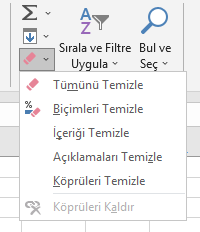 Sırala ve Filtre
Uygula
Bul ve
Seç
Tümünü Temizle
Biçimleri Temizle
İçeriği Temizle
Açıklamaları Temizle
Köprüleri Temizle
Köprüleri Kaldır